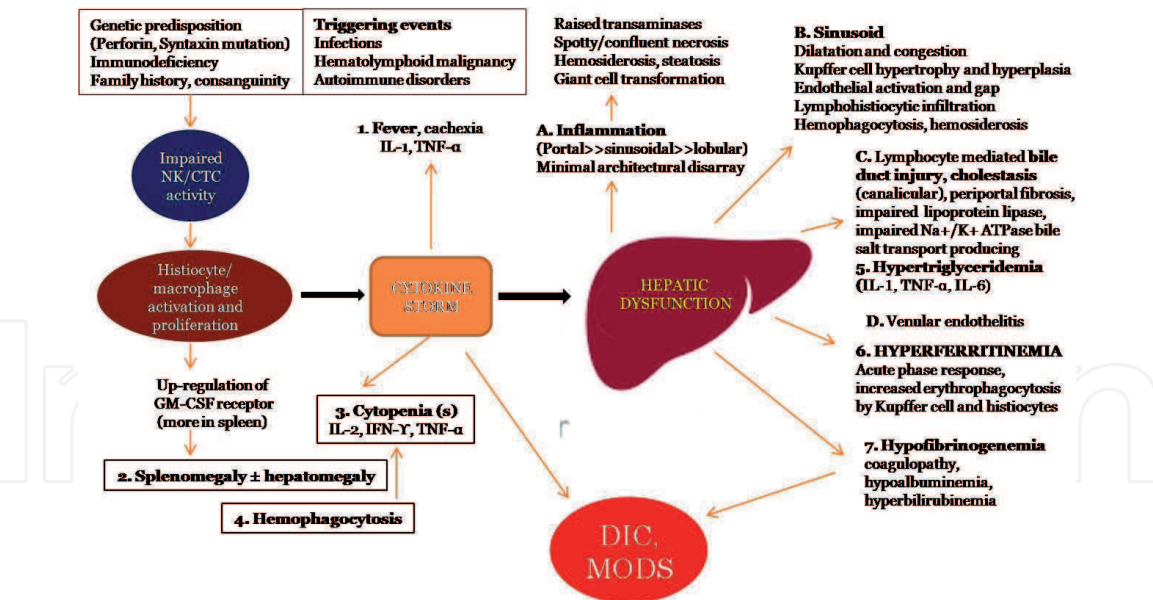 Genetic predisposition
(Perforin, Syntaxin mutation)
Immunodeficiency
Family history, consanguinity
Triggering events
Infections
Hematolymphoid malignancy
Autoimmune disorders
Impaired
NK/CTC
activity
Histiocyte/
macrophage
activation and
proliferation
Up-regulation of
GM-CSF receptor
(more in spleen)
2. Splenomegaly ± hepatomegaly
4. Hemophagocytosis
1. Fever, cachexia
IL-1, TNF-α
CYTOKINE
STORM
3. Cytopenia (s)
IL-2, IFN-ϒ, TNF-α
Raised transaminases
Spotty/confluent necrosis
Hemosiderosis, steatosis
Giant cell transformation
A. Inflammation
(Portal>>sinusoidal>>lobular)
Minimal architectural disarray
HEPATIC
DYSFUNCTION
B. Sinusoid
Dilatation and congestion
Kupffer cell hypertrophy and hyperplasia
Endothelial activation and gap
Lymphohistiocytic infiltration
Hemophagocytosis, hemosiderosis
C. Lymphocyte mediated bile
duct injury, cholestasis
(canalicular), periportal fibrosis,
impaired lipoprotein lipase,
impaired Na+/K+ ATPase bile
salt transport producing
5. Hypertriglyceridemia
(IL-1, TNF-α, IL-6)
D. Venular endothelitis
6. HYPERFERRITINEMIA
Acute phase response,
increased erythrophagocytosis
by Kupffer cell and histiocytes
7. Hypofibrinogenemia
coagulopathy,
hypoalbuminemia,
hyperbilirubinemia
DIC,
MODS